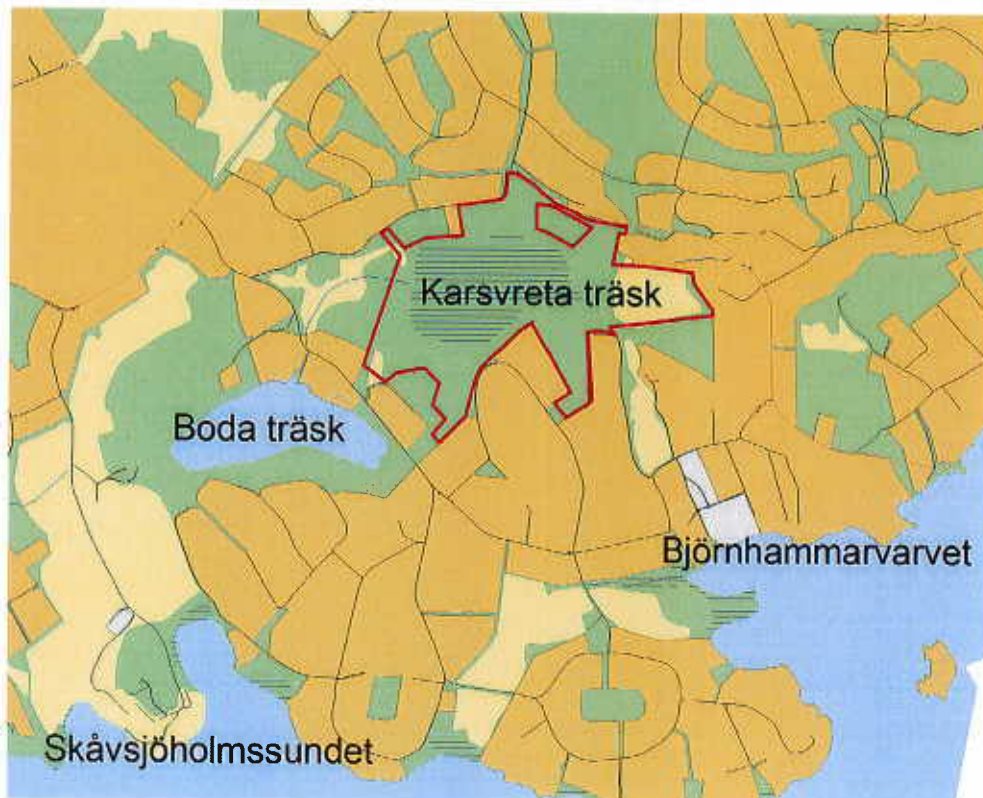 Karsvreta träsk
Boda träsk
Björnhammarvarvet
Skåvsjöholmssundet